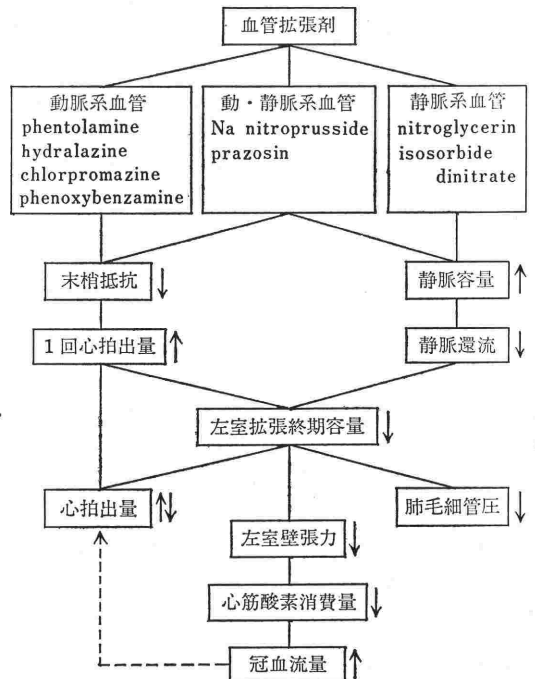 血管拡張剤
動脈系血管
phentolamine
hydralazine
chlorpromazine
phenoxybenzamine
動・静脈系血管
Na nitroprusside
prazosin
静脈系血管
nitroglycerin
isosorbide
dinitrate
末梢抵抗 ↓
静脈容量 ↑
1回心拍出量 ↑
静脈還流 ↓
左室拡張終期容量 ↓
心拍出量 ↑↓
肺毛細管圧 ↓
左室壁張力 ↓
心筋酸素消費量 ↓
冠血流量 ↑